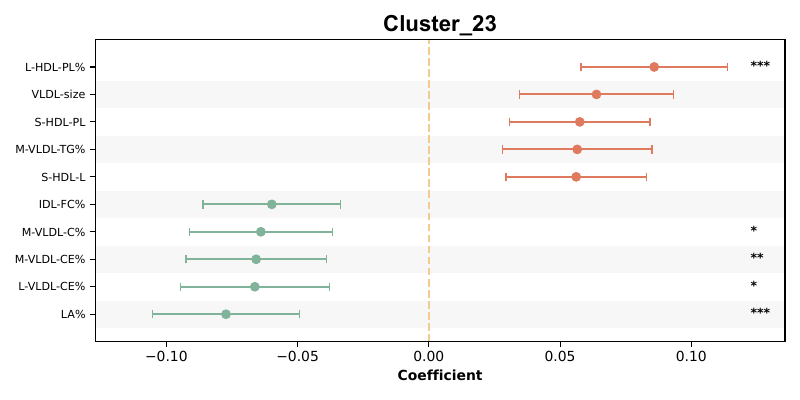 Cluster_23
L-HDL-PL% ***
VLDL-size
S-HDL-PL
M-VLDL-TG%
S-HDL-L
IDL-FC%
M-VLDL-C% *
M-VLDL-CE% **
L-VLDL-CE% *
LA% ***
−0.10 −0.05 0.00 0.05 0.10
Coefficient